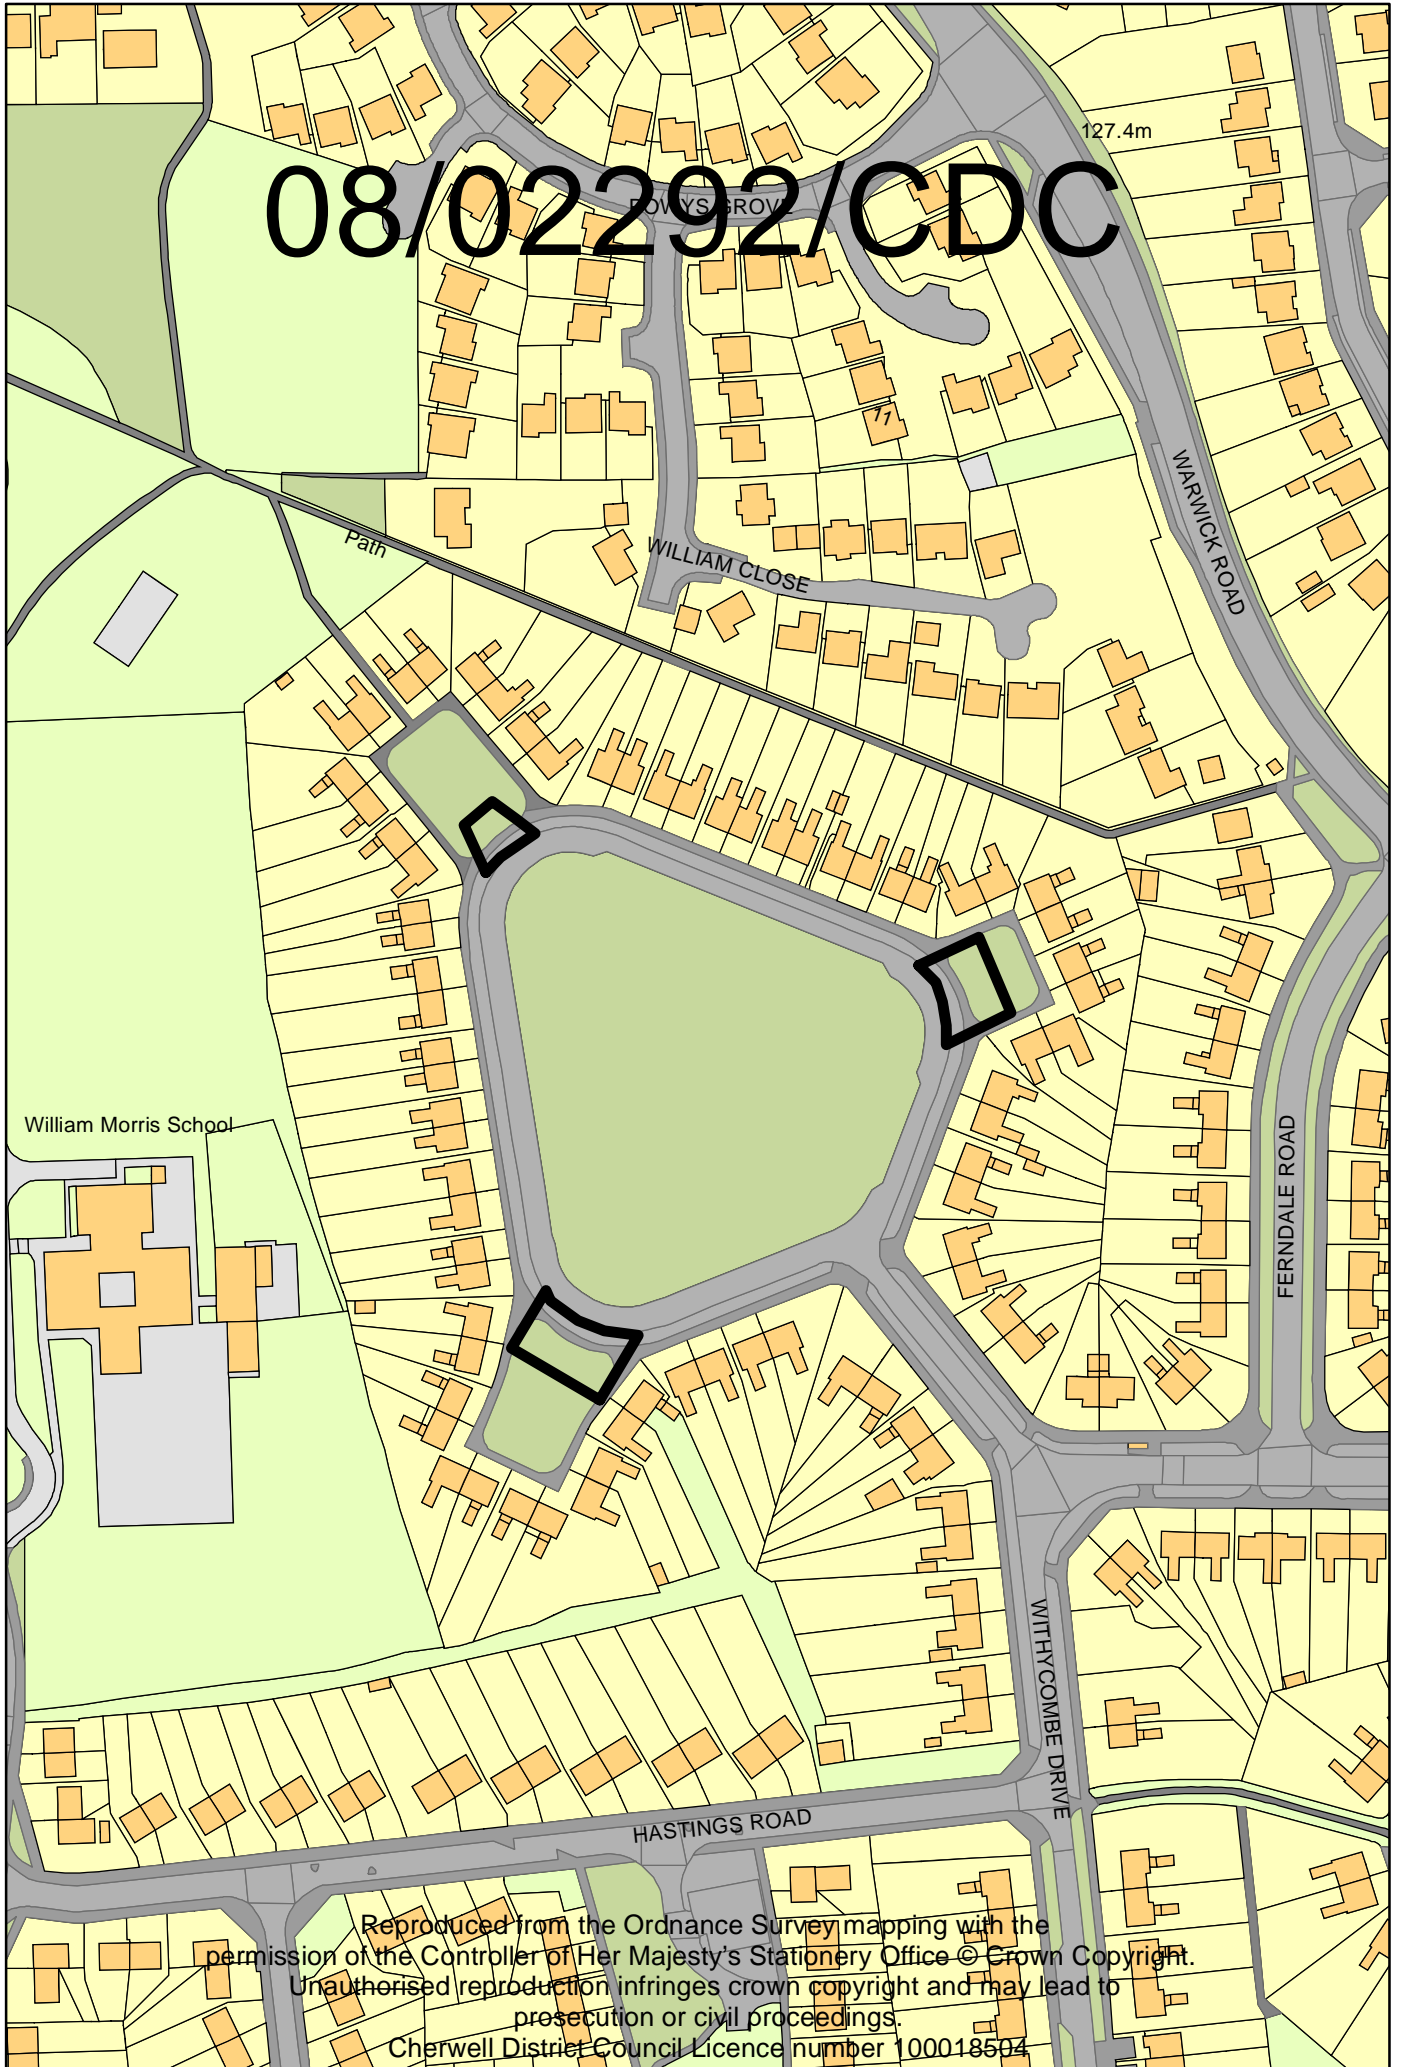 127.4m
08/02292/CDC
POWYS GROVE
11
WARWICK ROAD
Path
WILLIAM CLOSE
William Morris School
FERNDALE ROAD
WITHYCOMBE DRIVE
HASTINGS ROAD
Reproduced from the Ordnance Survey mapping with the
permission of the Controller of Her Majesty's Stationery Office © Crown Copyright.
Unauthorised reproduction infringes crown copyright and may lead to
prosecution or civil proceedings.
Cherwell District Council Licence number 100018504